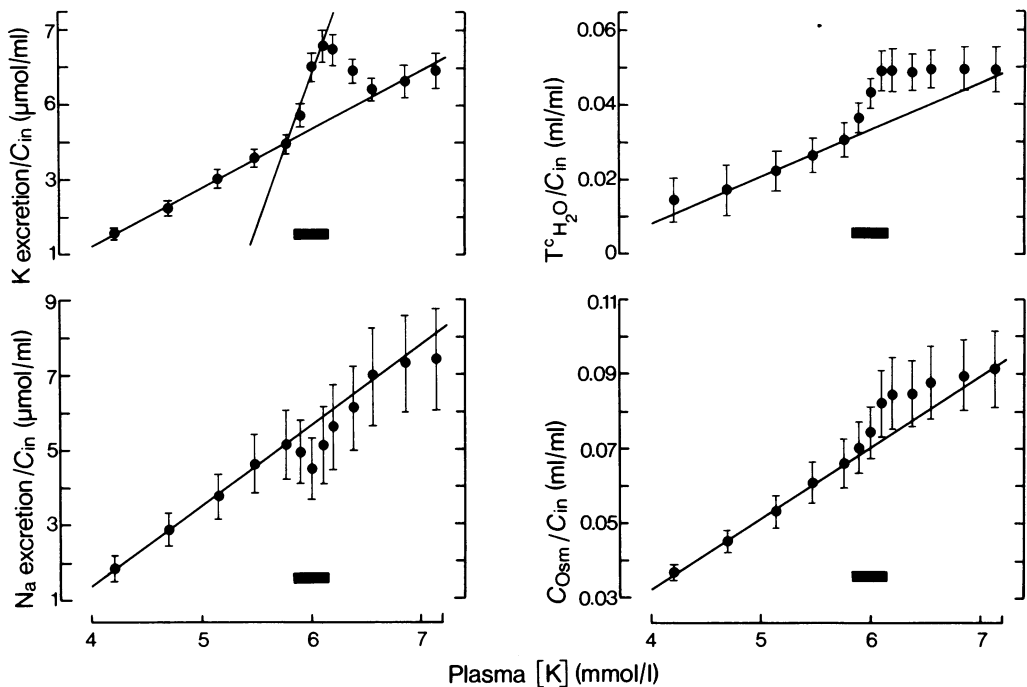 K excretion/Cin (μmol/ml)
7
6
3
1
TcH2O/Cin (ml/ml)
0.06
0.04
0.02
0
Na excretion/Cin (μmol/ml)
9
7
5
3
1
COsm/Cin (ml/ml)
0.11
0.09
0.07
0.05
0.03
4 5 6 7
4 5 6 7
Plasma [K] (mmol/l)